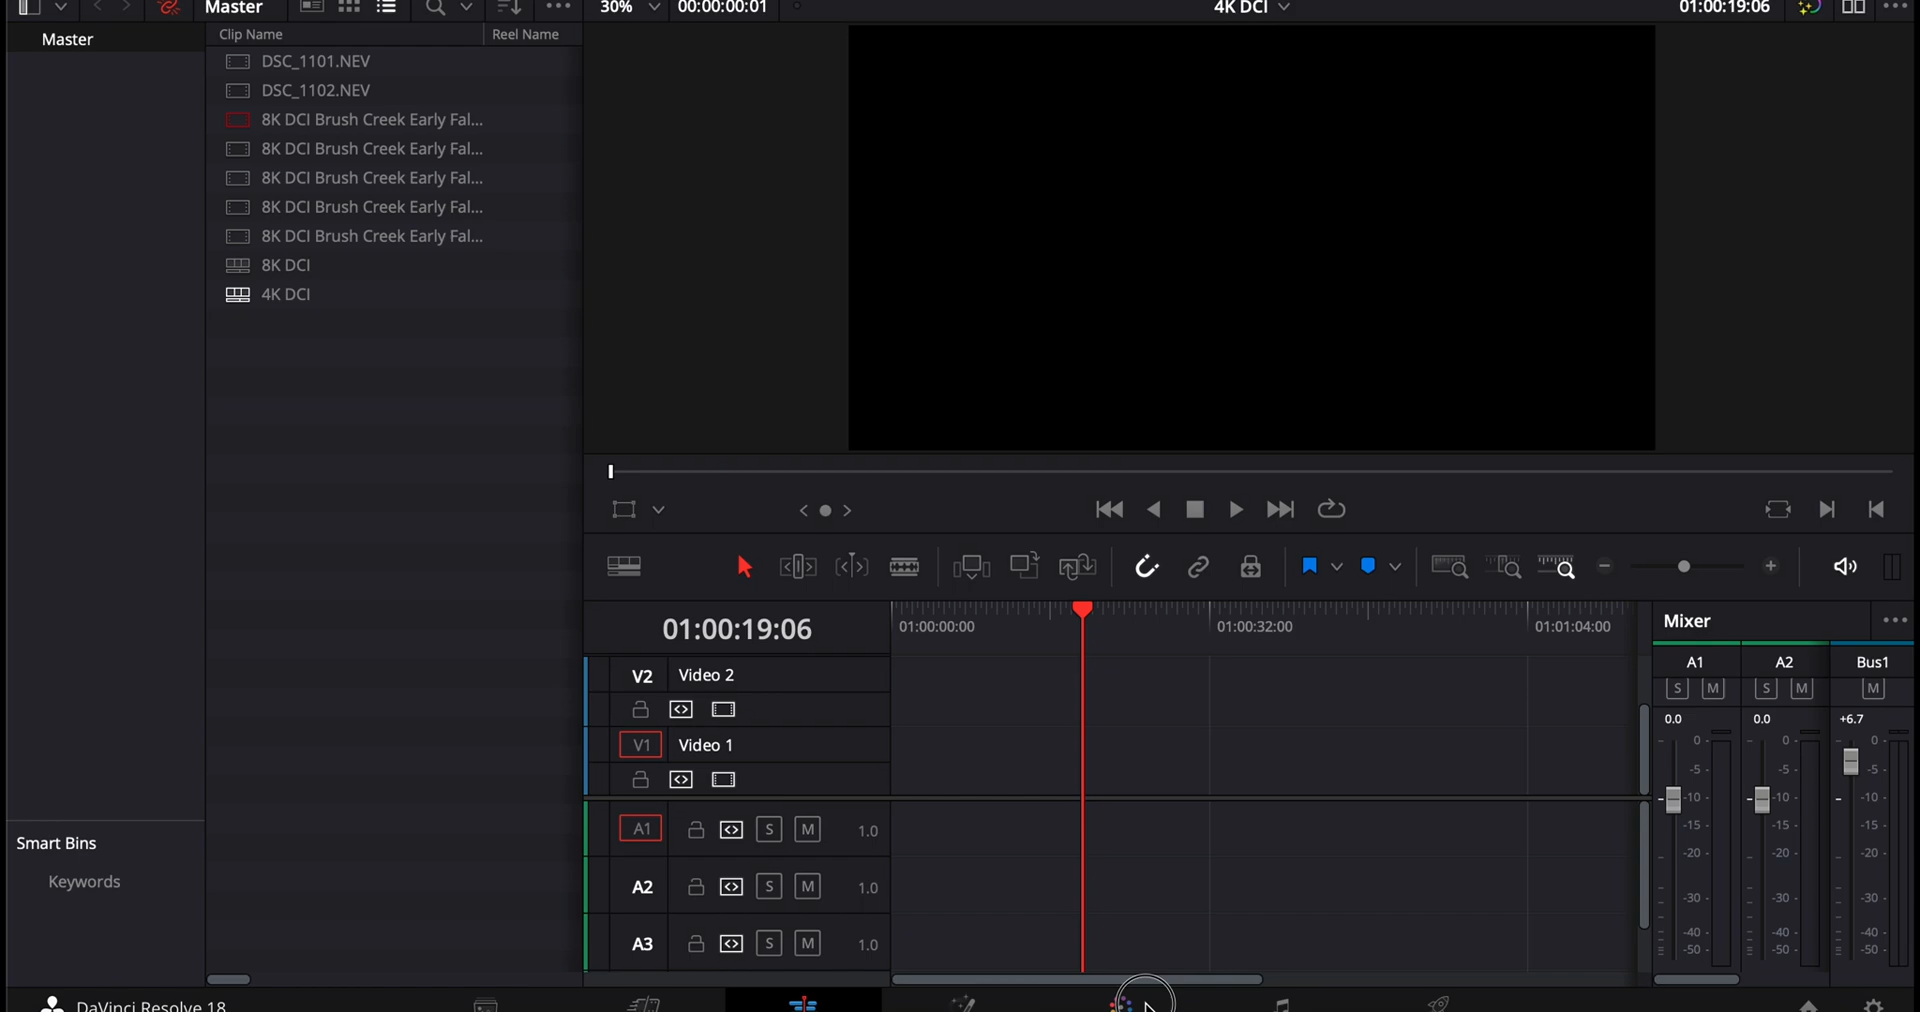 Master
30%
00:00:00:01
4K DCI
01:00:19:06
Master
Clip Name
Reel Name
DSC_1101.NEV
DSC_1102.NEV
8K DCI Brush Creek Early Fal...
8K DCI Brush Creek Early Fal...
8K DCI Brush Creek Early Fal...
8K DCI Brush Creek Early Fal...
8K DCI Brush Creek Early Fal...
8K DCI
4K DCI
01:00:19:06
01:00:00:00
01:00:32:00
01:01:04:00
V2 Video 2
V1 Video 1
A1 S M 1.0
A2 S M 1.0
A3 S M 1.0
Mixer
A1 A2 Bus1
S M S M M
0.0 0.0 +6.7
0- 0- 0-
-5- -5- -5-
-10- -10- -10-
-15- -15- -15-
-20- -20- -20-
-30- -30- -30-
-40- -40- -40-
-50- -50- -50-
Smart Bins
Keywords
DaVinci Resolve 18